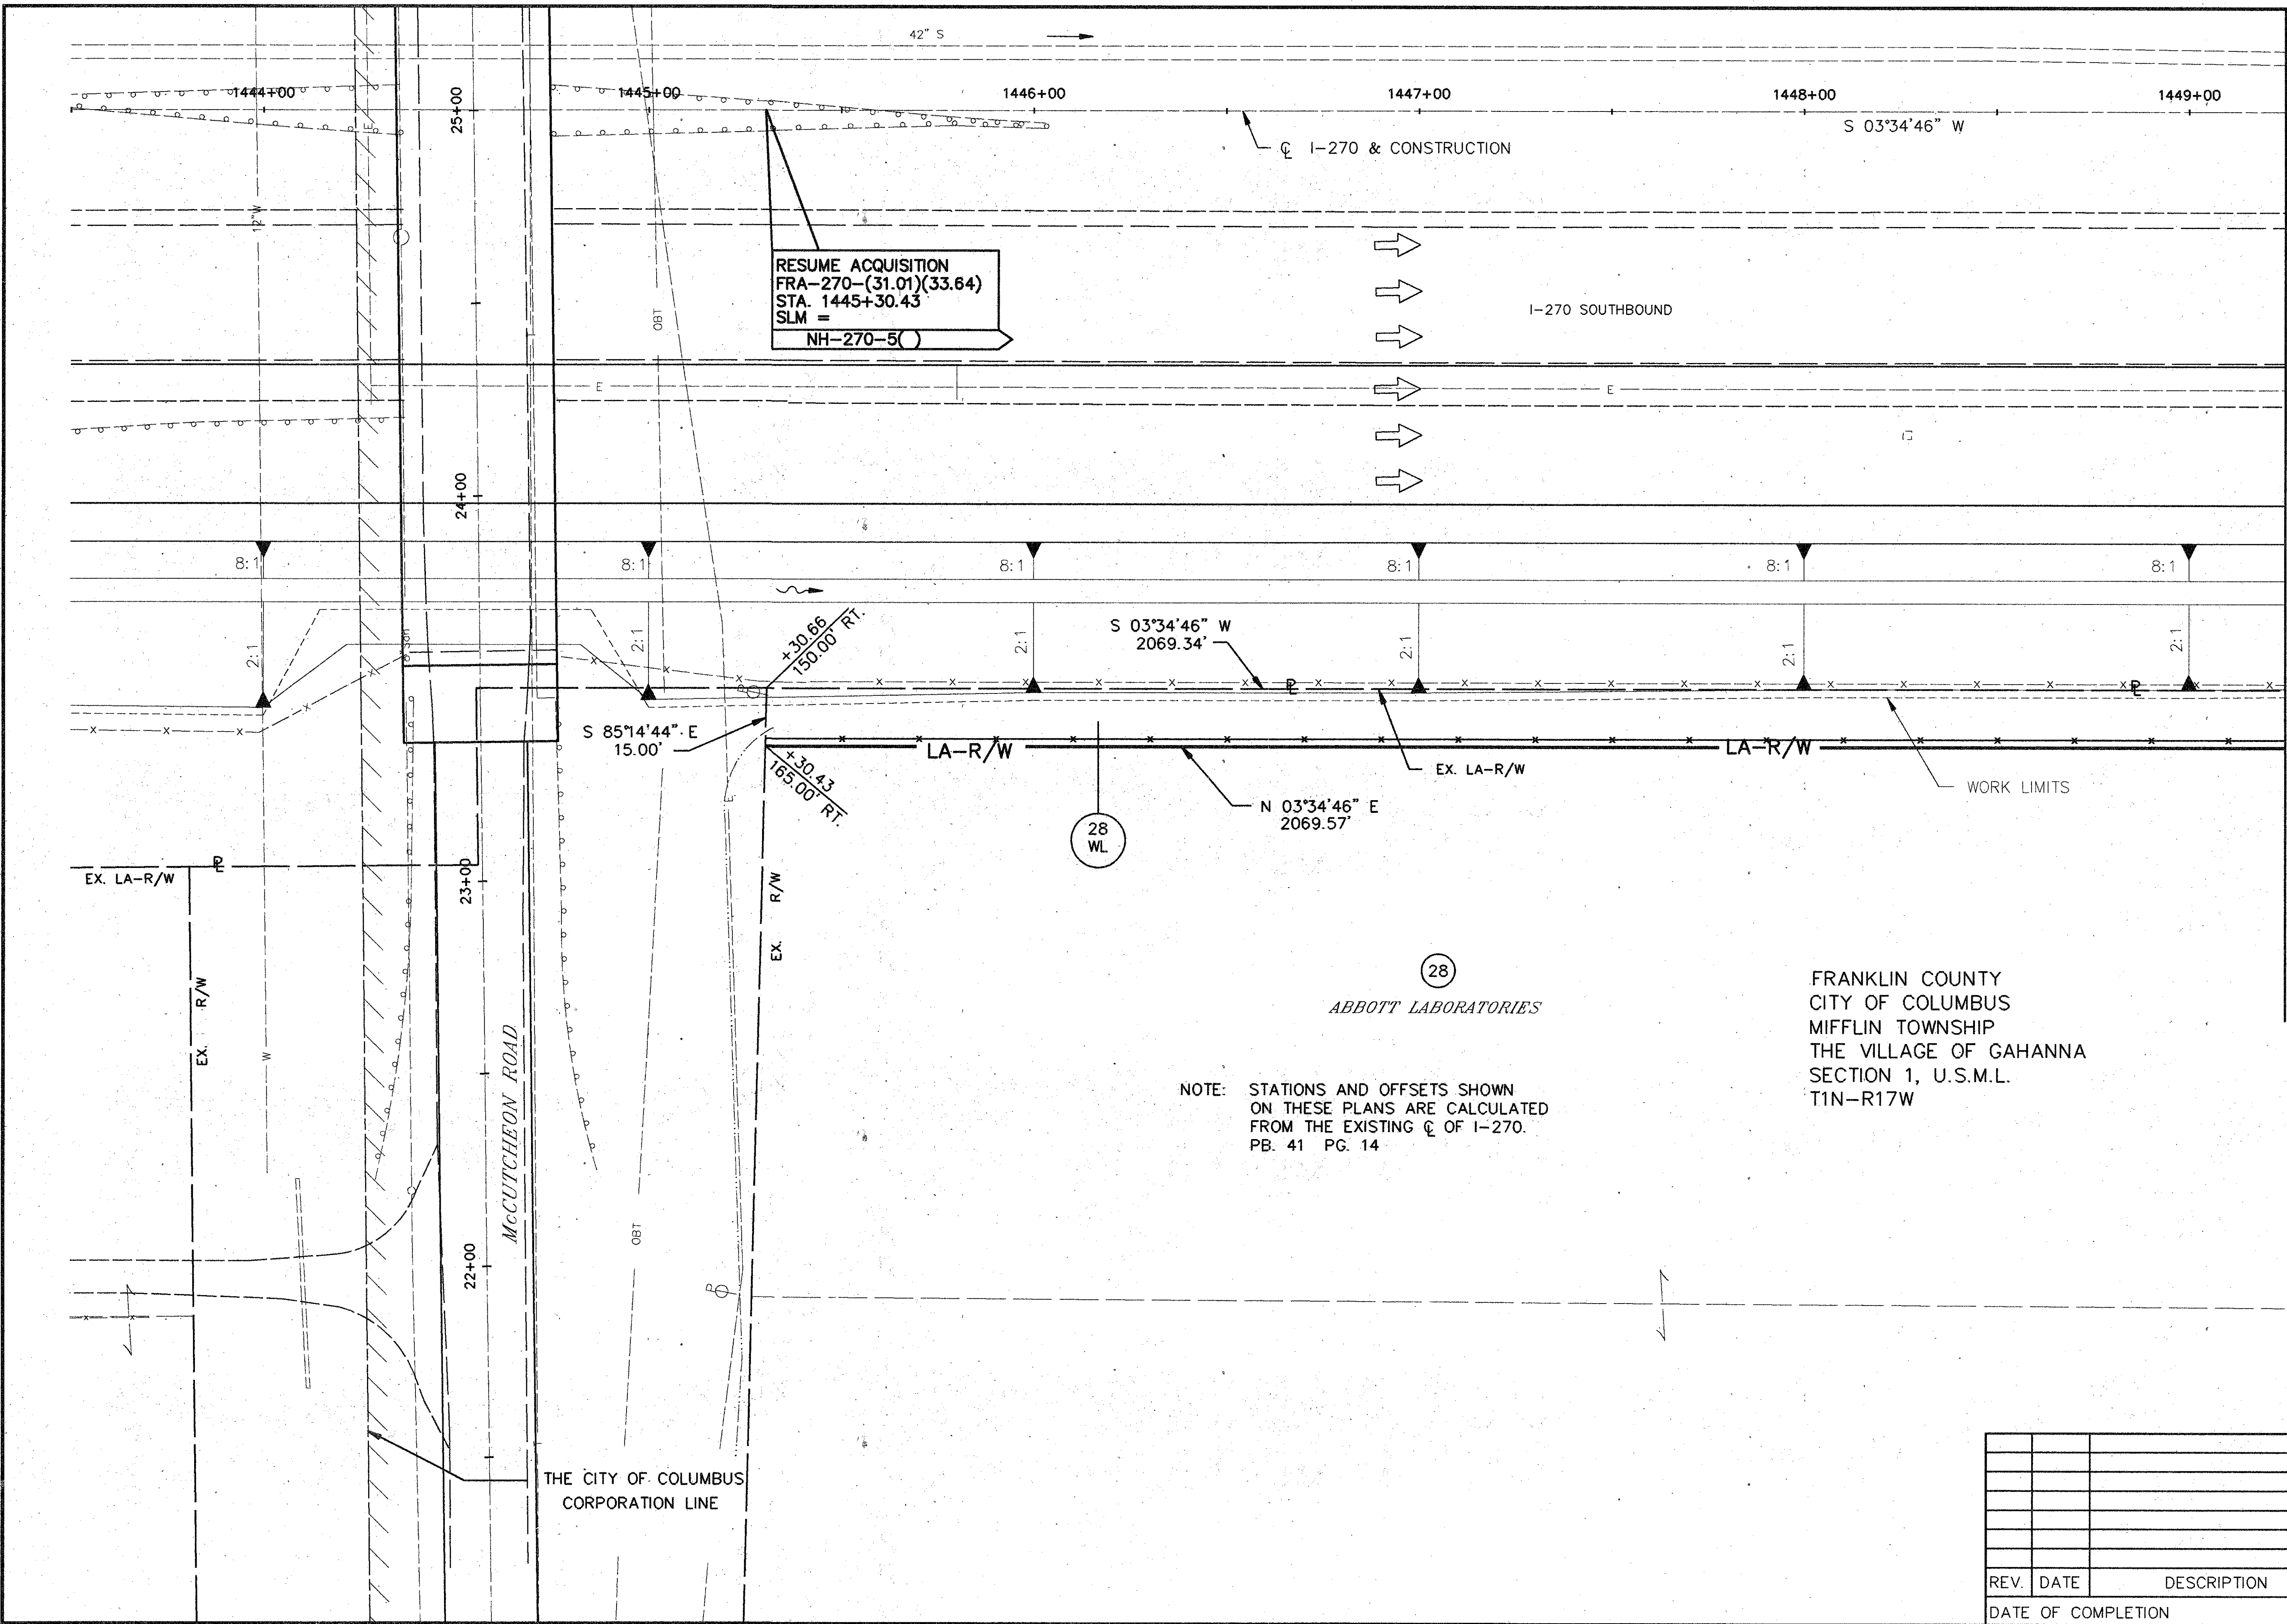 42" S
1444+00
1445+00
1446+00
1447+00
1448+00
1449+00
25+00
S 03°34'46" W
℄ I-270 & CONSTRUCTION
E
12"W
OBT
RESUME ACQUISITION
FRA-270-(31.01)(33.64)
STA. 1445+30.43
SLM =
NH-270-5( )
I-270 SOUTHBOUND
E
E
24+00
8:1
8:1
8:1
8:1
8:1
8:1
2:1
2:1
2:1
2:1
2:1
2:1
+30.66
150.00' RT.
S 03°34'46" W
2069.34'
S 85°14'44" E
15.00'
+30.43
165.00' RT.
LA-R/W
LA-R/W
EX. LA-R/W
WORK LIMITS
N 03°34'46" E
2069.57'
28
WL
EX. LA-R/W
23+00
E
EX. R/W
EX. R/W
W
McCUTCHEON ROAD
28
ABBOTT LABORATORIES
FRANKLIN COUNTY
CITY OF COLUMBUS
MIFFLIN TOWNSHIP
THE VILLAGE OF GAHANNA
SECTION 1, U.S.M.L.
T1N-R17W
NOTE: STATIONS AND OFFSETS SHOWN
ON THESE PLANS ARE CALCULATED
FROM THE EXISTING ℄ OF I-270.
PB. 41 PG. 14
22+00
OBT
THE CITY OF COLUMBUS
CORPORATION LINE
REV. DATE DESCRIPTION
DATE OF COMPLETION